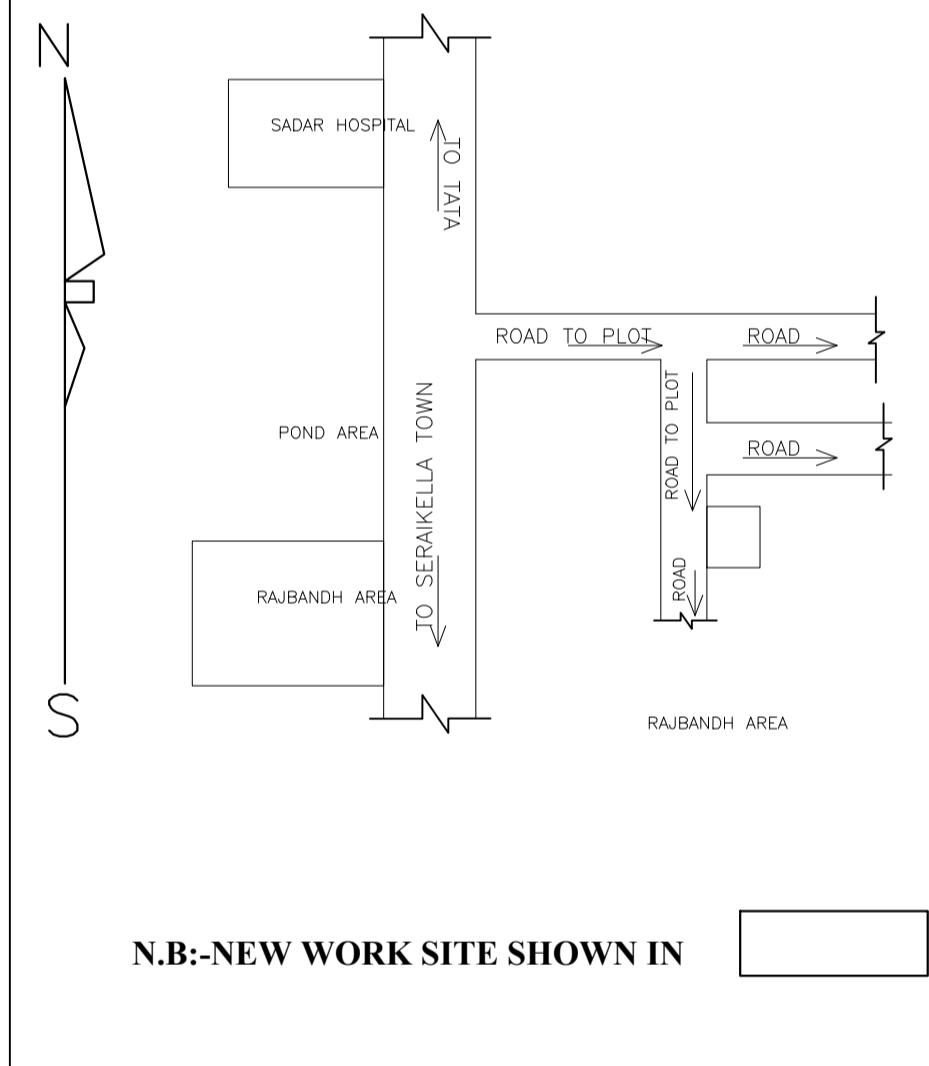 N
SADAR HOSPITAL
TO TATA
ROAD TO PLOT
ROAD
ROAD TO PLOT
ROAD
POND AREA
TO SERAIKELLA TOWN
RAJBANDH AREA
ROAD
S
RAJBANDH AREA
N.B:-NEW WORK SITE SHOWN IN